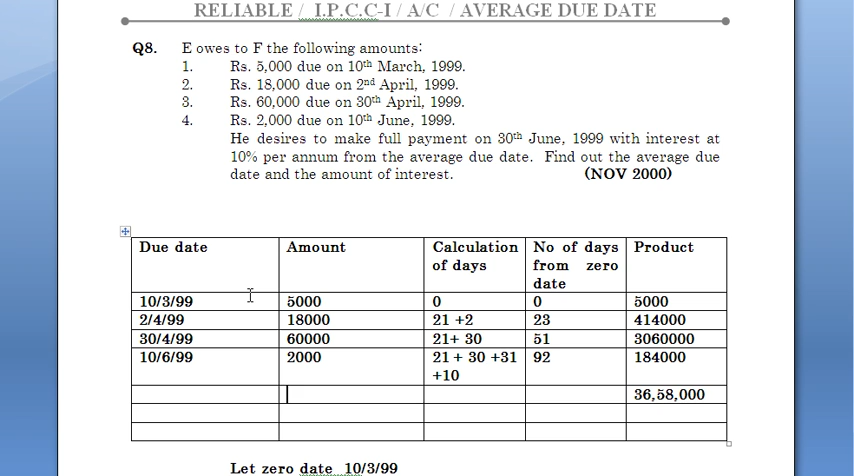 RELIABLE / I.P.C.C-I / A/C / AVERAGE DUE DATE
Q8. E owes to F the following amounts:
1. Rs. 5,000 due on 10th March, 1999.
2. Rs. 18,000 due on 2nd April, 1999.
3. Rs. 60,000 due on 30th April, 1999.
4. Rs. 2,000 due on 10th June, 1999.
He desires to make full payment on 30th June, 1999 with interest at
10% per annum from the average due date. Find out the average due
date and the amount of interest. (NOV 2000)
Due date Amount Calculation of days No of days from zero date Product
10/3/99 5000 0 0 5000
2/4/99 18000 21 +2 23 414000
30/4/99 60000 21+ 30 51 3060000
10/6/99 2000 21 + 30 +31 +10 92 184000
36,58,000
Let zero date 10/3/99